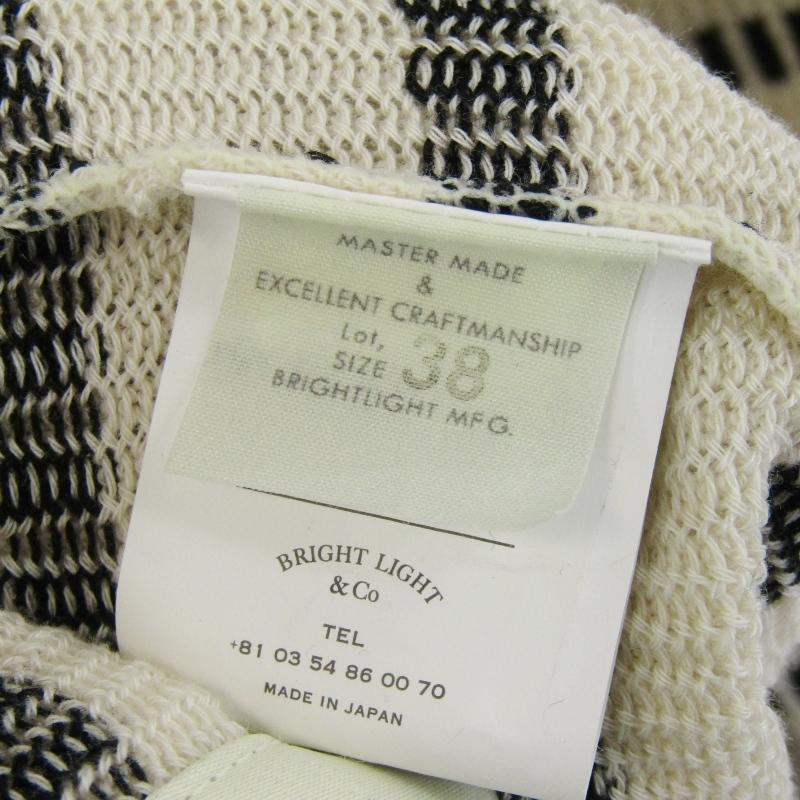 MASTER MADE
&
EXCELLENT CRAFTMANSHIP
Lot,
SIZE 38
BRIGHTLIGHT MFG.
BRIGHT LIGHT
&Co
TEL
+81 03 54 86 00 70
MADE IN JAPAN